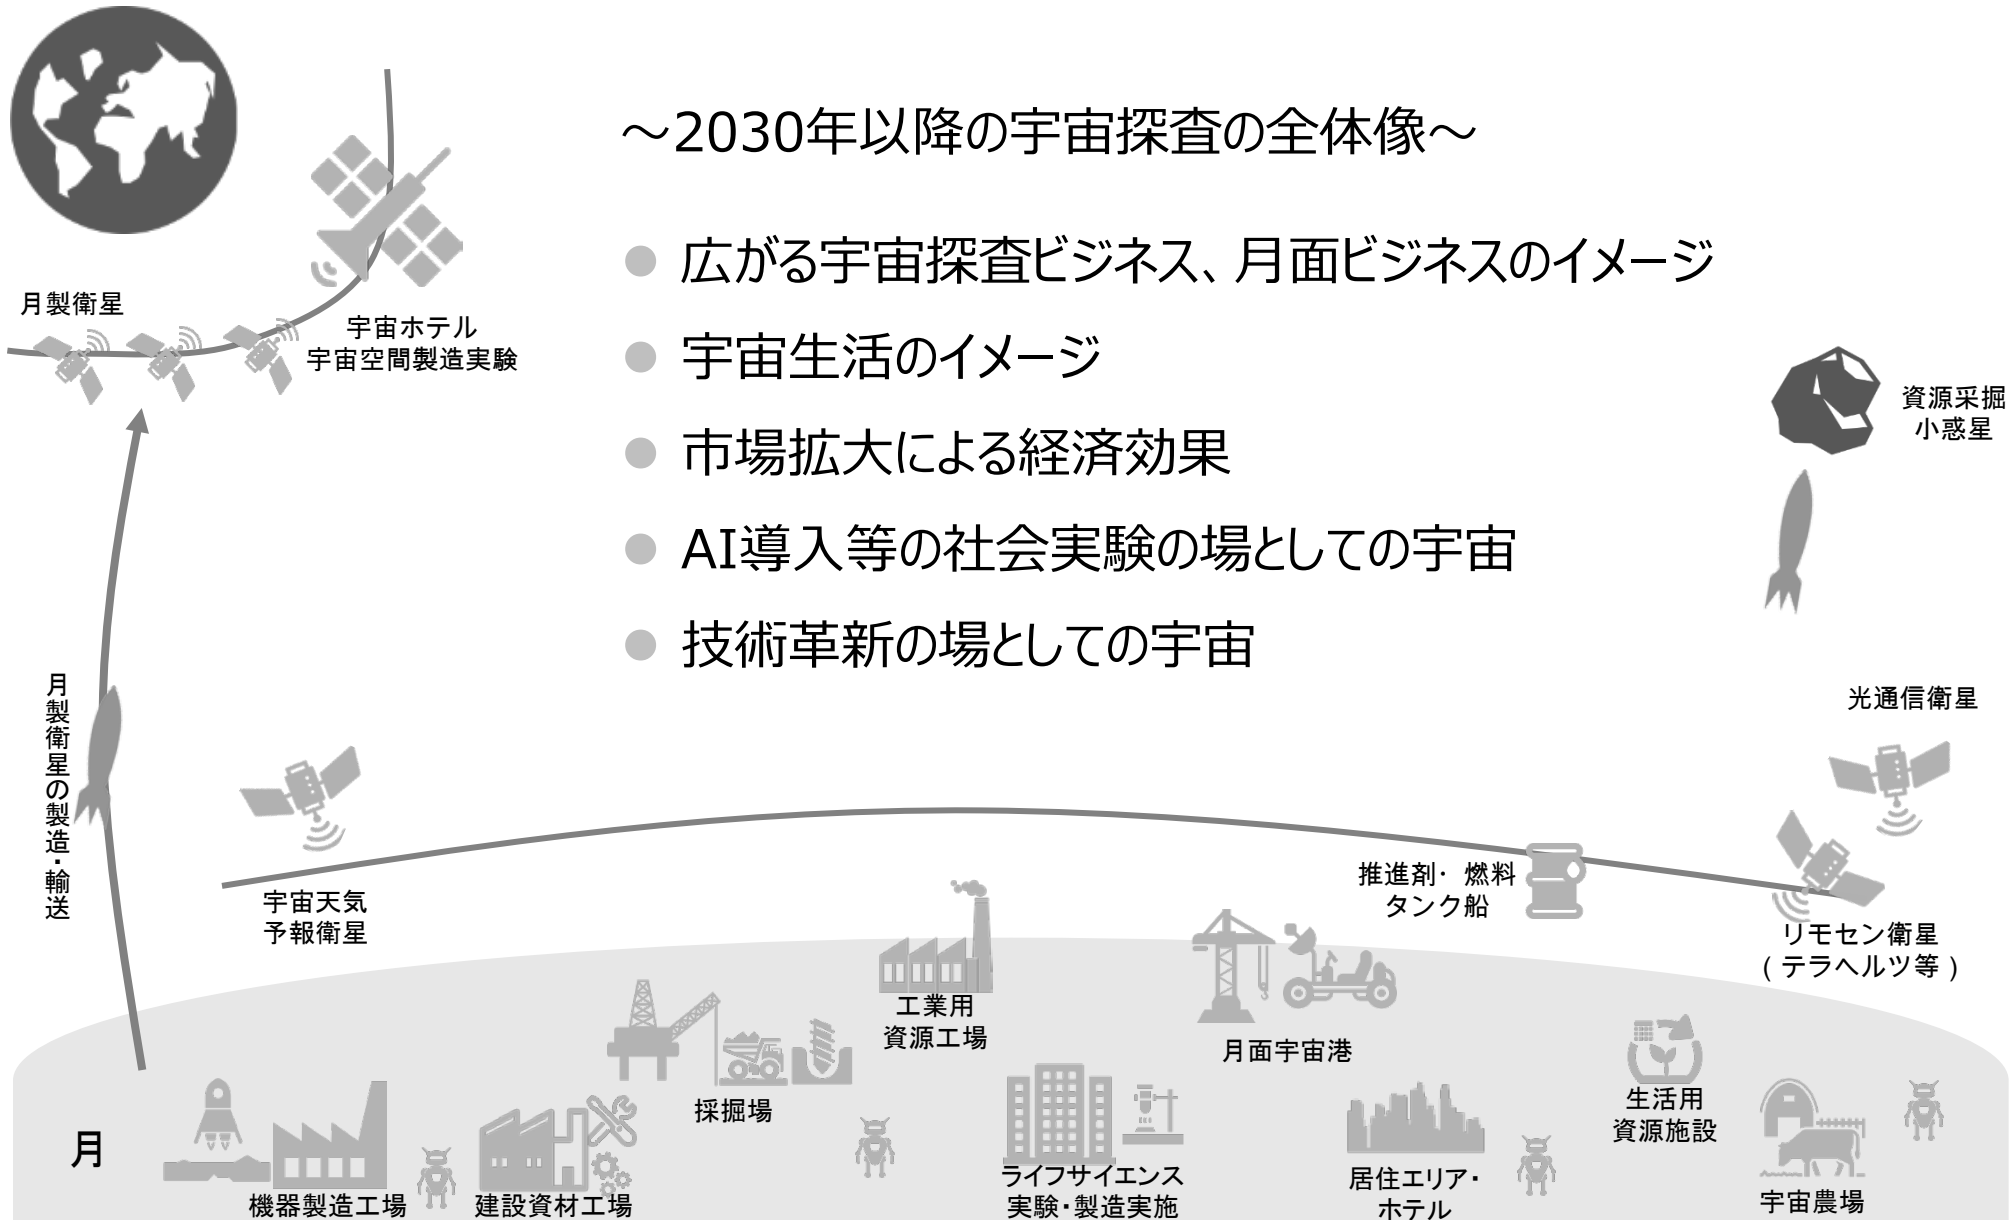 ～2030年以降の宇宙探査の全体像～
● 広がる宇宙探査ビジネス、月面ビジネスのイメージ
● 宇宙生活のイメージ
● 市場拡大による経済効果
● AI導入等の社会実験の場としての宇宙
● 技術革新の場としての宇宙
月製衛星
宇宙ホテル
宇宙空間製造実験
資源采掘
小惑星
月製衛星の製造・輸送
光通信衛星
宇宙天気
予報衛星
推進剤・燃料
タンク船
リモセン衛星
(テラヘルツ等)
工業用
資源工場
月面宇宙港
採掘場
生活用
資源施設
月
機器製造工場
建設資材工場
ライフサイエンス
実験・製造実施
居住エリア・
ホテル
宇宙農場